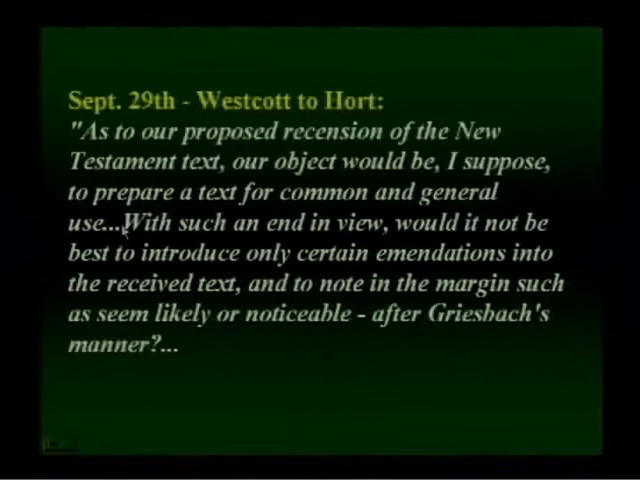 Sept. 29th - Westcott to Hort:
"As to our proposed recension of the New
Testament text, our object would be, I suppose,
to prepare a text for common and general
use...With such an end in view, would it not be
best to introduce only certain emendations into
the received text, and to note in the margin such
as seem likely or noticeable - after Griesbach's
manner?...